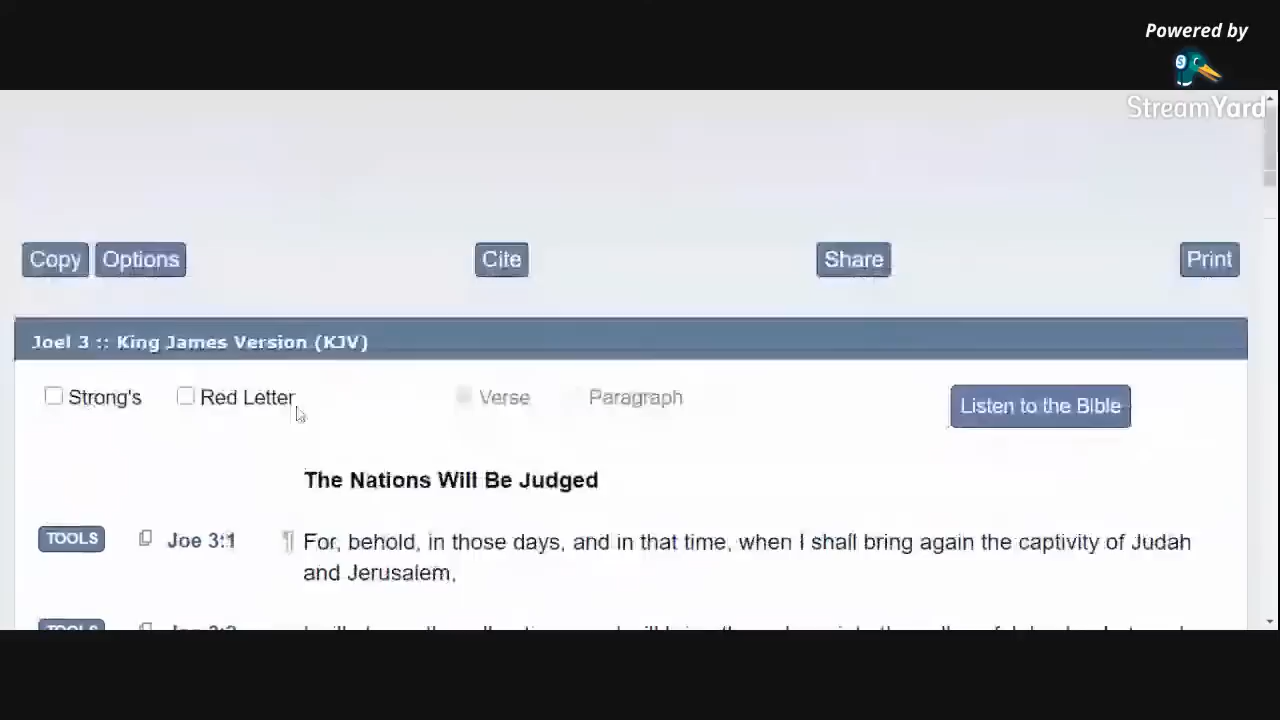 Powered by
StreamYard
Copy Options Cite Share Print
Joel 3 :: King James Version (KJV)
Strong's Red Letter Verse Paragraph Listen to the Bible
The Nations Will Be Judged
TOOLS Joe 3:1 ¶ For, behold, in those days, and in that time, when I shall bring again the captivity of Judah
and Jerusalem,
TOOLS